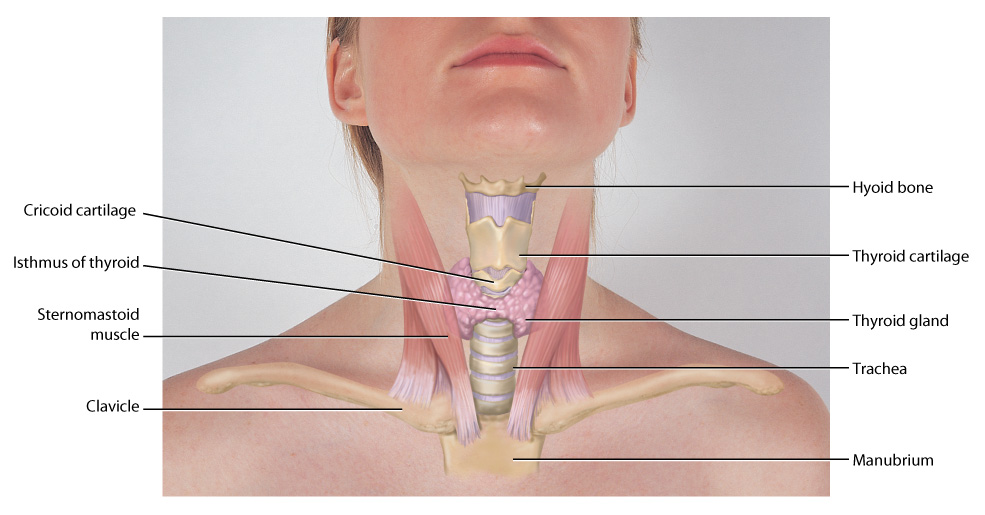 Cricoid cartilage
Isthmus of thyroid
Sternomastoid
muscle
Clavicle
Hyoid bone
Thyroid cartilage
Thyroid gland
Trachea
Manubrium